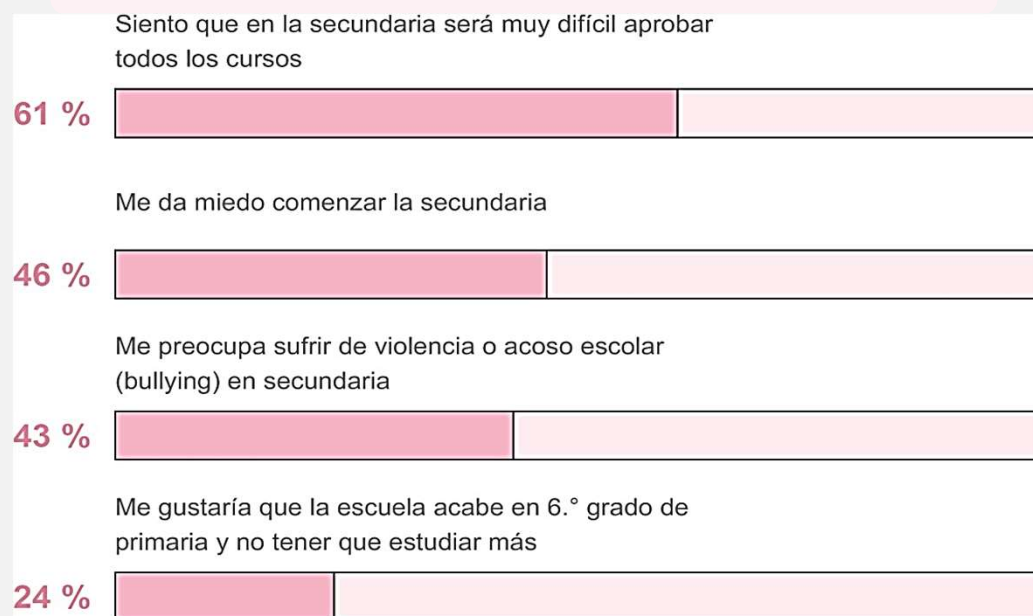 Siento que en la secundaria será muy difícil aprobar
todos los cursos
61 %
Me da miedo comenzar la secundaria
46 %
Me preocupa sufrir de violencia o acoso escolar
(bullying) en secundaria
43 %
Me gustaría que la escuela acabe en 6.° grado de
primaria y no tener que estudiar más
24 %